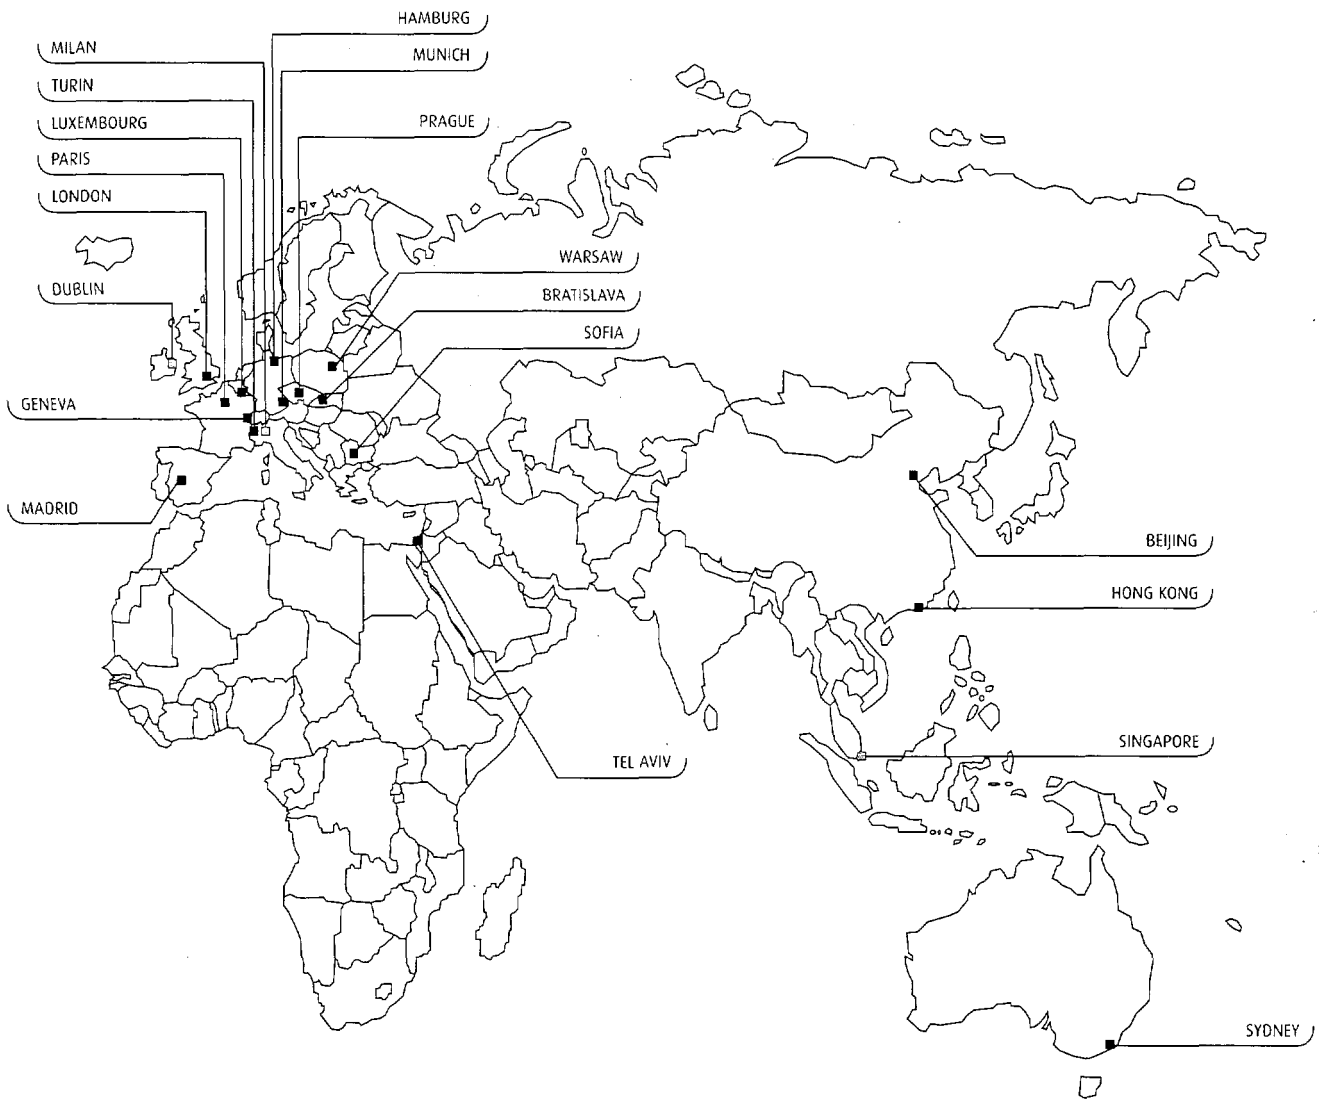 HAMBURG
MILAN
MUNICH
TURIN
LUXEMBOURG
PRAGUE
PARIS
LONDON
WARSAW
DUBLIN
BRATISLAVA
SOFIA
GENEVA
MADRID
BEIJING
HONG KONG
SINGAPORE
TEL AVIV
SYDNEY